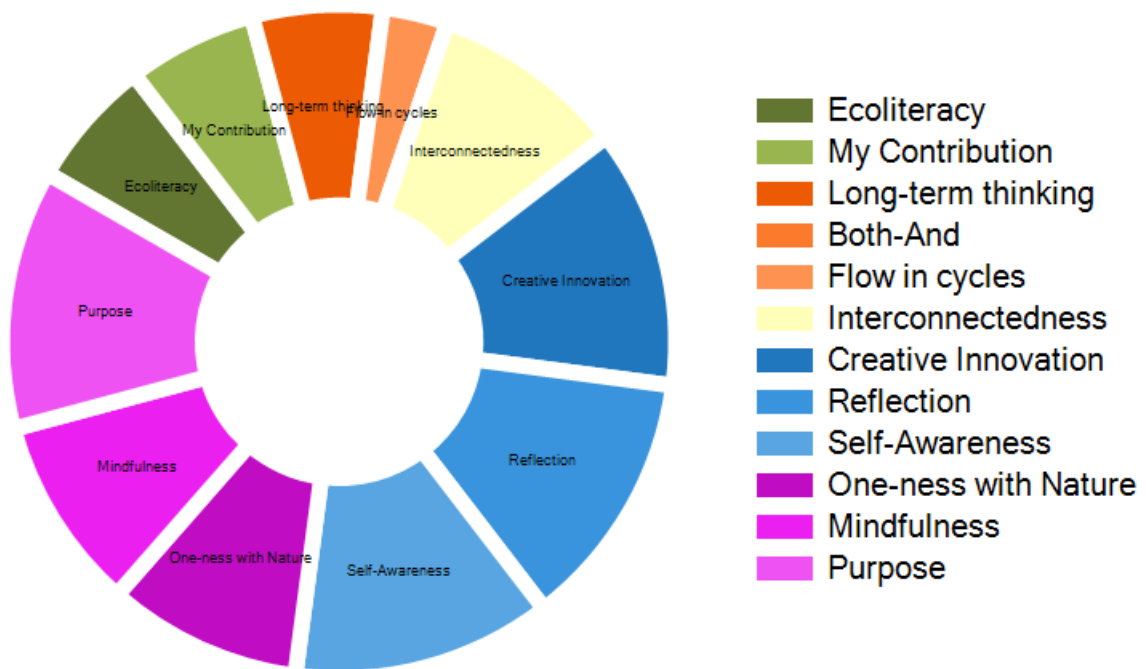 Long-term thinking
Flow in cycles
My Contribution
Interconnectedness
Ecoliteracy
Creative Innovation
Purpose
Reflection
Mindfulness
One-ness with Nature
Self-Awareness
Ecoliteracy
My Contribution
Long-term thinking
Both-And
Flow in cycles
Interconnectedness
Creative Innovation
Reflection
Self-Awareness
One-ness with Nature
Mindfulness
Purpose